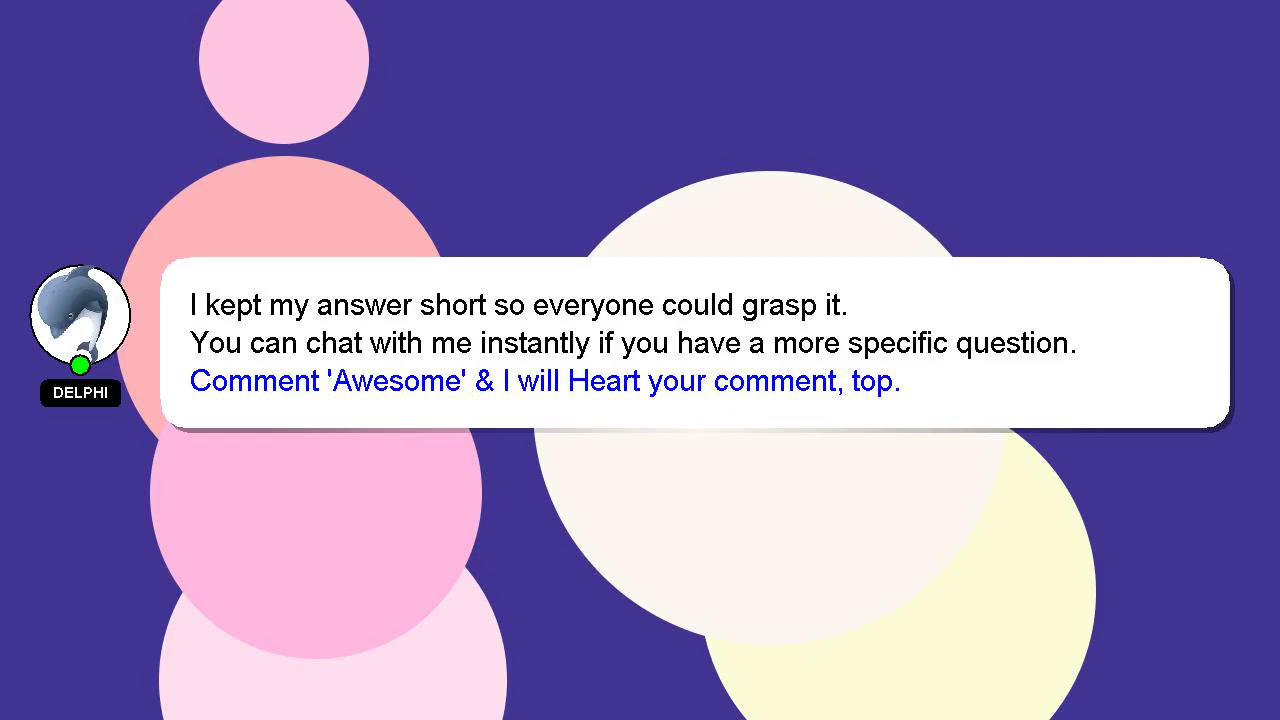 I kept my answer short so everyone could grasp it.
You can chat with me instantly if you have a more specific question.
Comment 'Awesome' & I will Heart your comment, top.
DELPHI